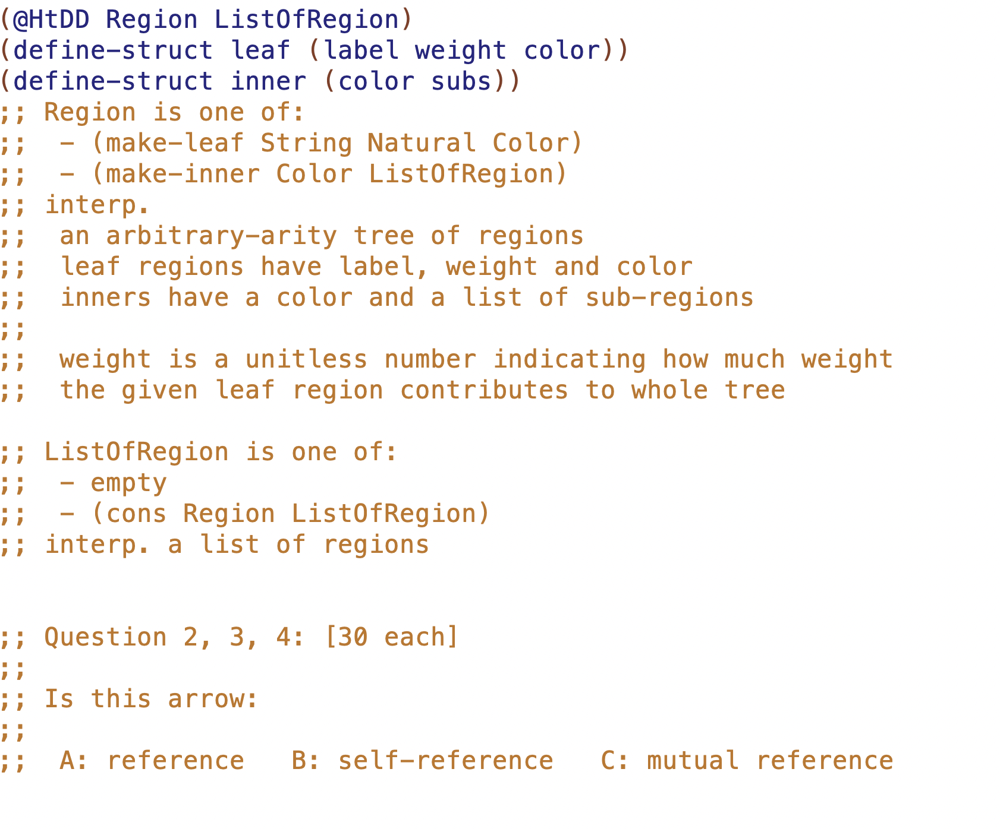 (@HtDD Region ListOfRegion)
(define-struct leaf (label weight color))
(define-struct inner (color subs))
;; Region is one of:
;;  - (make-leaf String Natural Color)
;;  - (make-inner Color ListOfRegion)
;; interp.
;;  an arbitrary-arity tree of regions
;;  leaf regions have label, weight and color
;;  inners have a color and a list of sub-regions
;;
;;  weight is a unitless number indicating how much weight
;;  the given leaf region contributes to whole tree
;; ListOfRegion is one of:
;;  - empty
;;  - (cons Region ListOfRegion)
;; interp. a list of regions
;; Question 2, 3, 4: [30 each]
;;
;; Is this arrow:
;;
;;  A: reference   B: self-reference   C: mutual reference